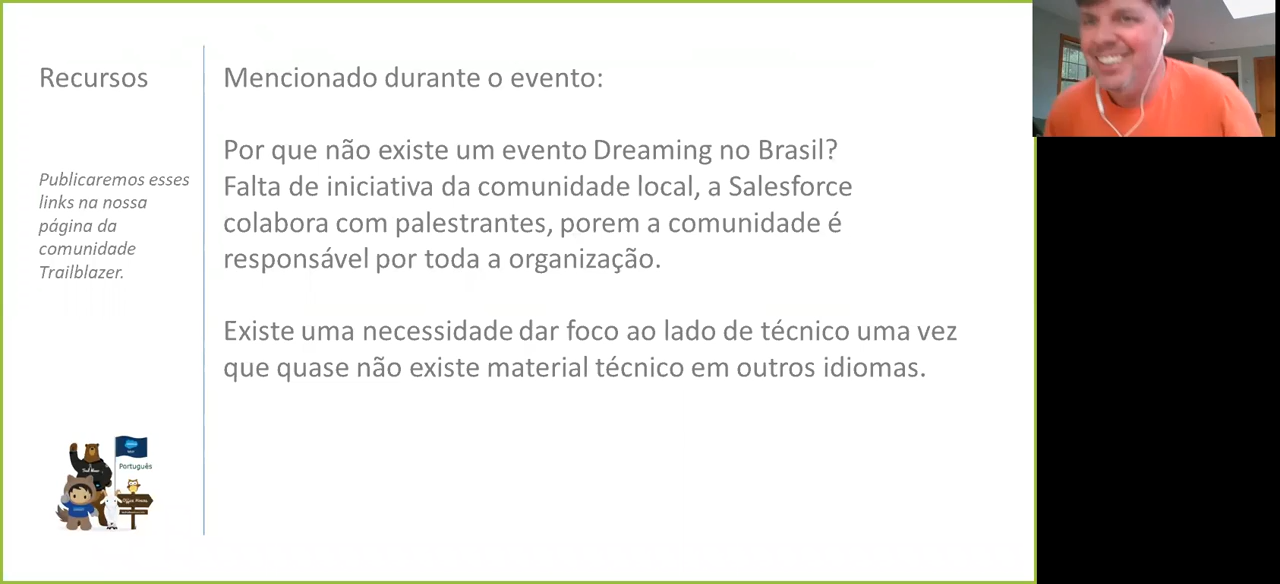 Recursos
Publicaremos esses
links na nossa
página da
comunidade
Trailblazer.
Mencionado durante o evento:
Por que não existe um evento Dreaming no Brasil?
Falta de iniciativa da comunidade local, a Salesforce
colabora com palestrantes, porem a comunidade é
responsável por toda a organização.
Existe uma necessidade dar foco ao lado de técnico uma vez
que quase não existe material técnico em outros idiomas.
Português